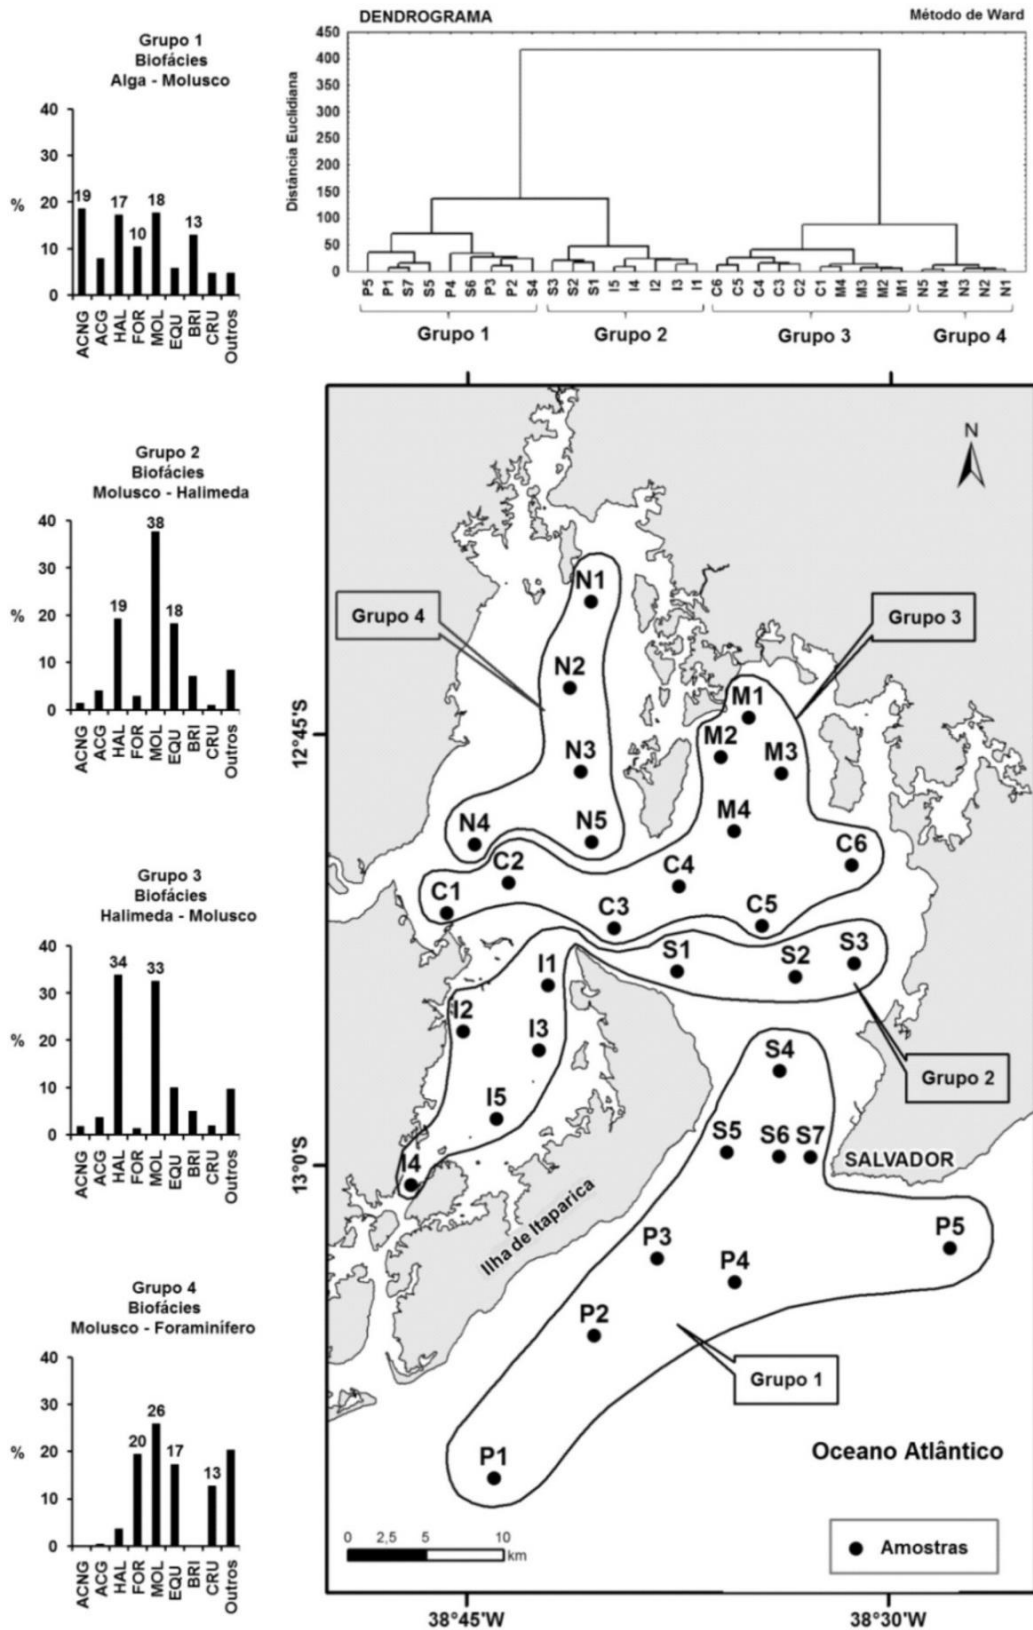 Grupo 1
Biofácies
Alga - Molusco
40
30
%
20
10
0
19
17
10
18
13
ACNG
ACG
HAL
FOR
MOL
EQU
BRI
CRU
Outros
Grupo 2
Biofácies
Molusco - Halimeda
40
30
%
20
10
0
19
38
18
ACNG
ACG
HAL
FOR
MOL
EQU
BRI
CRU
Outros
Grupo 3
Biofácies
Halimeda - Molusco
40
30
%
20
10
0
34
33
ACNG
ACG
HAL
FOR
MOL
EQU
BRI
CRU
Outros
Grupo 4
Biofácies
Molusco - Foraminífero
40
30
%
20
10
0
20
26
17
13
ACNG
ACG
HAL
FOR
MOL
EQU
BRI
CRU
Outros
DENDROGRAMA
Método de Ward
Distância Euclidiana
450
400
350
300
250
200
150
100
50
0
P5 P1 S7 S5 P4 S6 P3 P2 S4 S3 S2 S1 I5 I4 I2 I3 I1 C6 C5 C4 C3 C2 C1 M4 M3 M2 M1 N5 N4 N3 N2 N1
Grupo 1 Grupo 2 Grupo 3 Grupo 4
N
N1
Grupo 4
Grupo 3
N2
M1
12°45'S
M2
M3
N3
M4
N4
N5
C6
C2
C4
C1
C3
C5
S1
S2
S3
I1
I2
I3
S4
Grupo 2
I5
S5
S6
S7
I4
SALVADOR
13°0'S
Ilha de Itaparica
P5
P3
P4
P2
Grupo 1
P1
Oceano Atlântico
0 2,5 5 10
km
Amostras
38°45'W
38°30'W